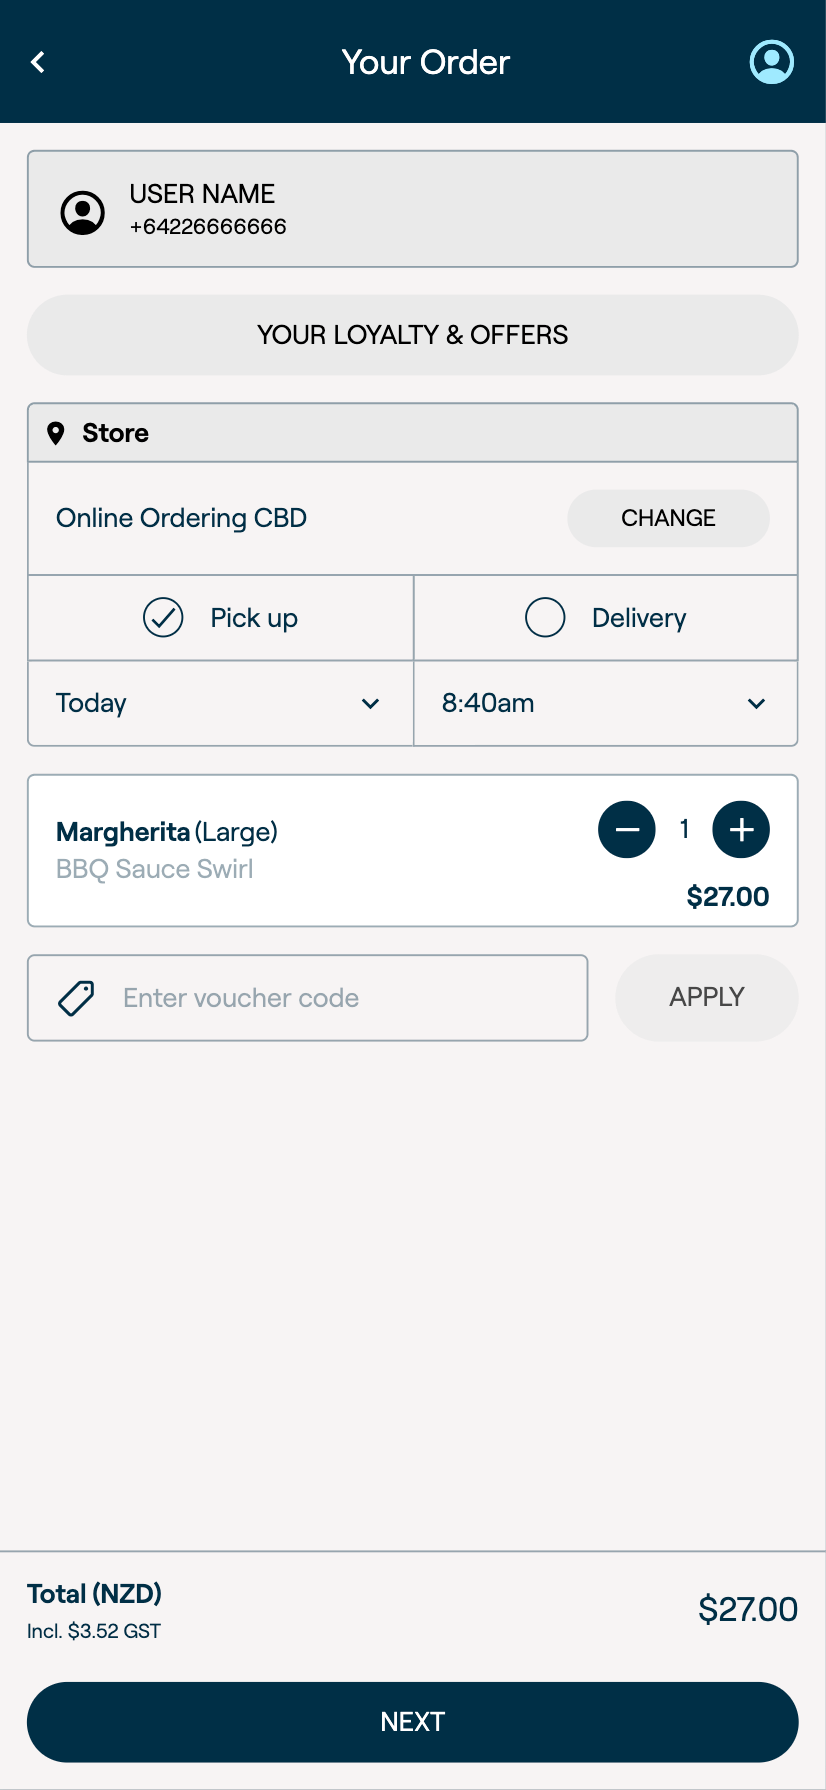 Your Order
USER NAME
+64226666666
YOUR LOYALTY & OFFERS
Store
Online Ordering CBD
CHANGE
Pick up
Delivery
Today
8:40am
Margherita (Large)
1
BBQ Sauce Swirl
$27.00
Enter voucher code
APPLY
Total (NZD)
$27.00
Incl. $3.52 GST
NEXT